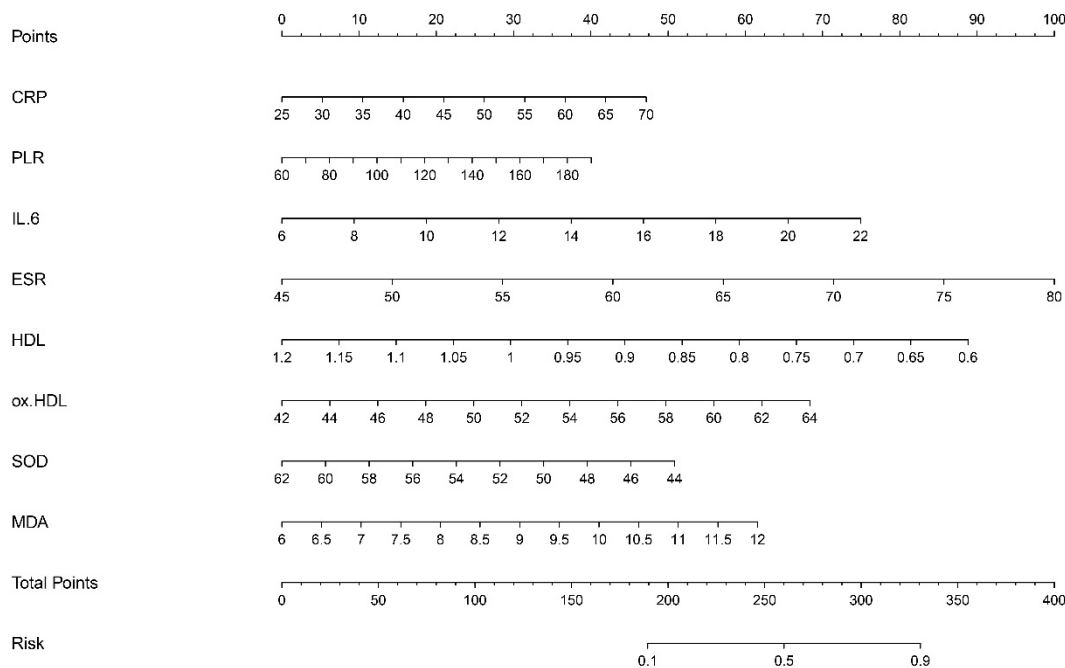 0 10 20 30 40 50 60 70 80 90 100
Points
CRP
25 30 35 40 45 50 55 60 65 70
PLR
60 80 100 120 140 160 180
IL.6
6 8 10 12 14 16 18 20 22
ESR
45 50 55 60 65 70 75 80
HDL
1.2 1.15 1.1 1.05 1 0.95 0.9 0.85 0.8 0.75 0.7 0.65 0.6
ox.HDL
42 44 46 48 50 52 54 56 58 60 62 64
SOD
62 60 58 56 54 52 50 48 46 44
MDA
6 6.5 7 7.5 8 8.5 9 9.5 10 10.5 11 11.5 12
Total Points
0 50 100 150 200 250 300 350 400
Risk
0.1 0.5 0.9